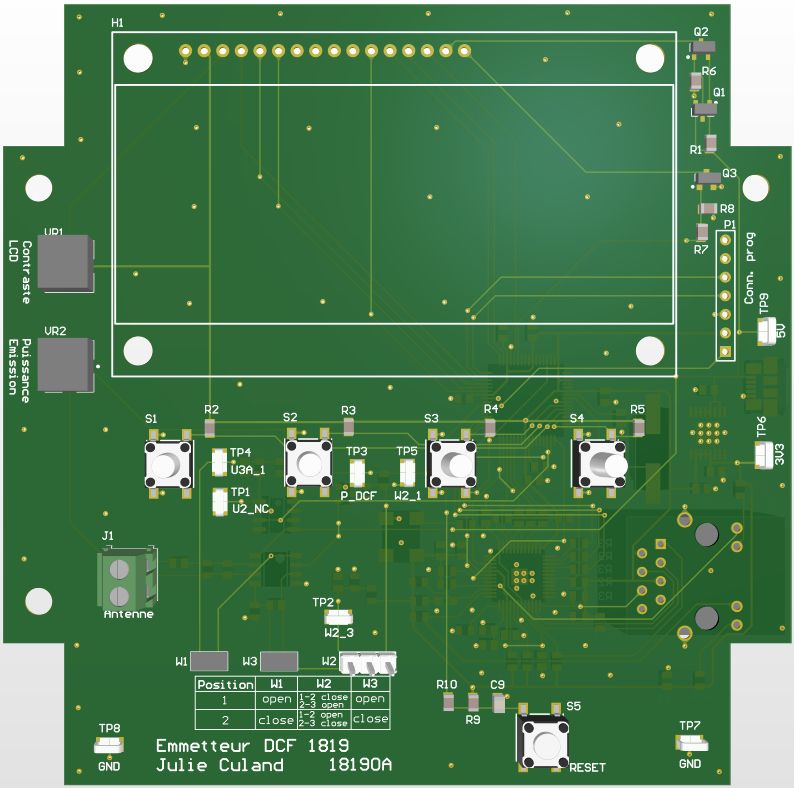 H1
Q2
R6
Q1
R1
Q3
R8
P1
R7
Conn. prog
TP9
5V
VR1
Contraste
LCD
VR2
Puissance
Emission
S1
R2
S2
R3
S3
R4
S4
R5
TP6
3V3
TP4
U3A_1
TP3
P_DCF
TP5
W2_1
TP1
U2_NC
J1
Antenne
TP2
W2_3
W1
W3
W2
Position W1 W2 W3
1 open 1-2 close open
2-3 open
2 close 1-2 open close
2-3 close
R10
R9
C9
S5
RESET
TP8
GND
TP7
GND
Emmetteur DCF 1819
Julie Culand 1819OA